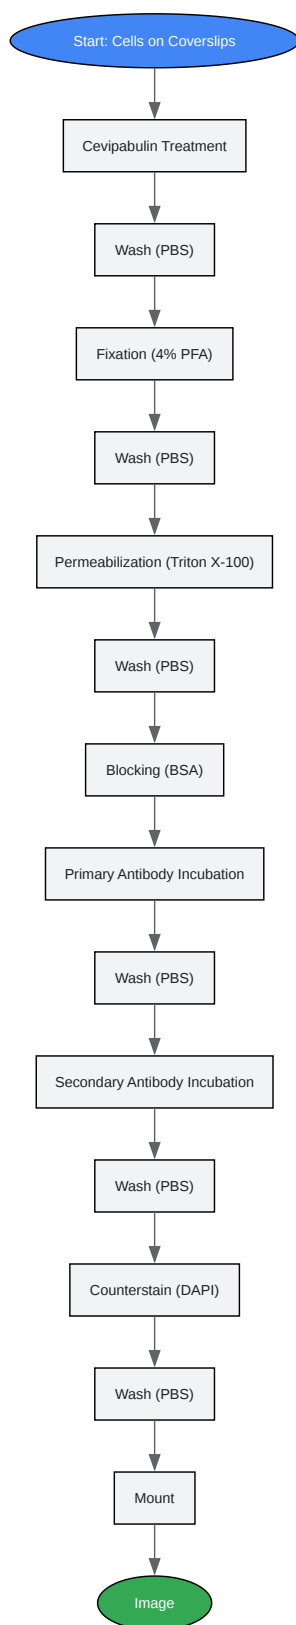 Start: Cells on Coverslips
Cevipabulin Treatment
Wash (PBS)
Fixation (4% PFA)
Wash (PBS)
Permeabilization (Triton X-100)
Wash (PBS)
Blocking (BSA)
Primary Antibody Incubation
Wash (PBS)
Secondary Antibody Incubation
Wash (PBS)
Counterstain (DAPI)
Wash (PBS)
Mount
Image